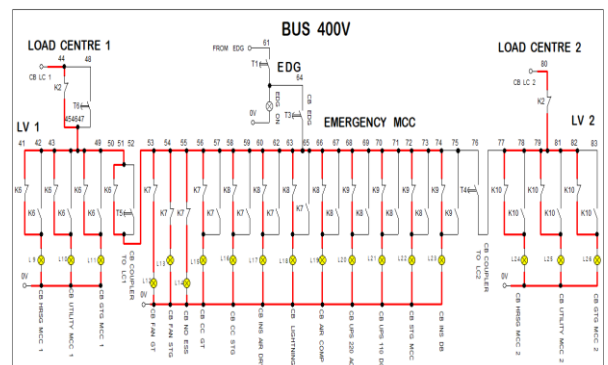 BUS 400V
LOAD CENTRE 1
44 48
CB LC 1
K2
T6
454647
FROM EDG 61
T1 EDG
64
EDG ON
0V
CB EDG
T3
LOAD CENTRE 2
80
CB LC 2
K2
LV 1
EMERGENCY MCC
LV 2
41 42 43 49 50 51 52 53 54 55 56 57 58 59 60 62 63 65 66 67 68 69 70 71 72 73 74 75 76 77 78 79 82 83
K6 K6 K6 K6 K7 K7 K7 K7 K7 K8 K8 K8 K9 K9 K9 K9 T4 K10 K10 K10
K6 K6 K6 T5 K7 K7 K7 K7 K8 K8 K9 K9 K9 K10 K10 K10
L9 L10 L11 L17 L18 L19 L20 L21 L22 L23 L24 L25 L26
L14
0V 0V 0V
CB COUPLER TO LC1
CB COUPLER TO LC2
CB HRSG MCC 1
CB UTILITY MCC 1
CB GTG MCC 1
CB FAN GT
CB FAN STG
CB NO ESS
CB CC GT
CB CC STG
CB INS AIR DRY
CB LIGHTNING
CB AIR COMP
CB UPS 220 AC
CB UPS 110 DC
CB STG MCC
CB INS DB
CB HRSG MCC 2
CB UTILITY MCC 2
CB GTG MCC 2